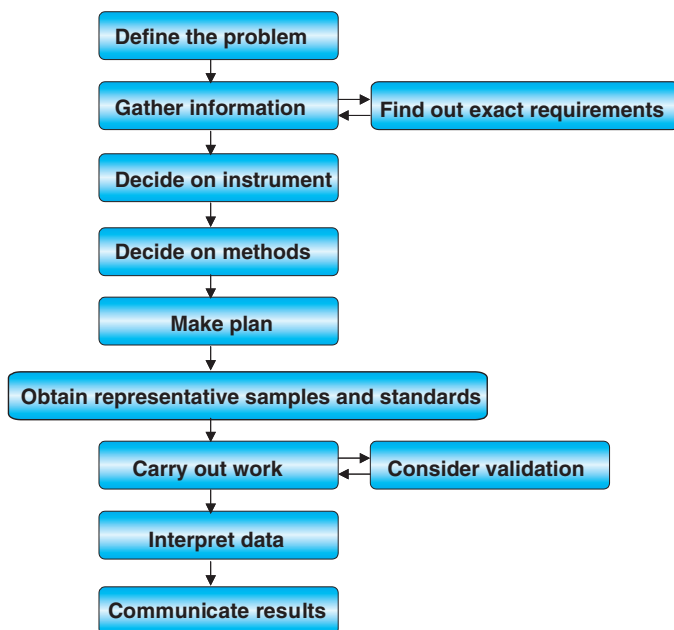 Define the problem
Gather information
Find out exact requirements
Decide on instrument
Decide on methods
Make plan
Obtain representative samples and standards
Carry out work
Consider validation
Interpret data
Communicate results